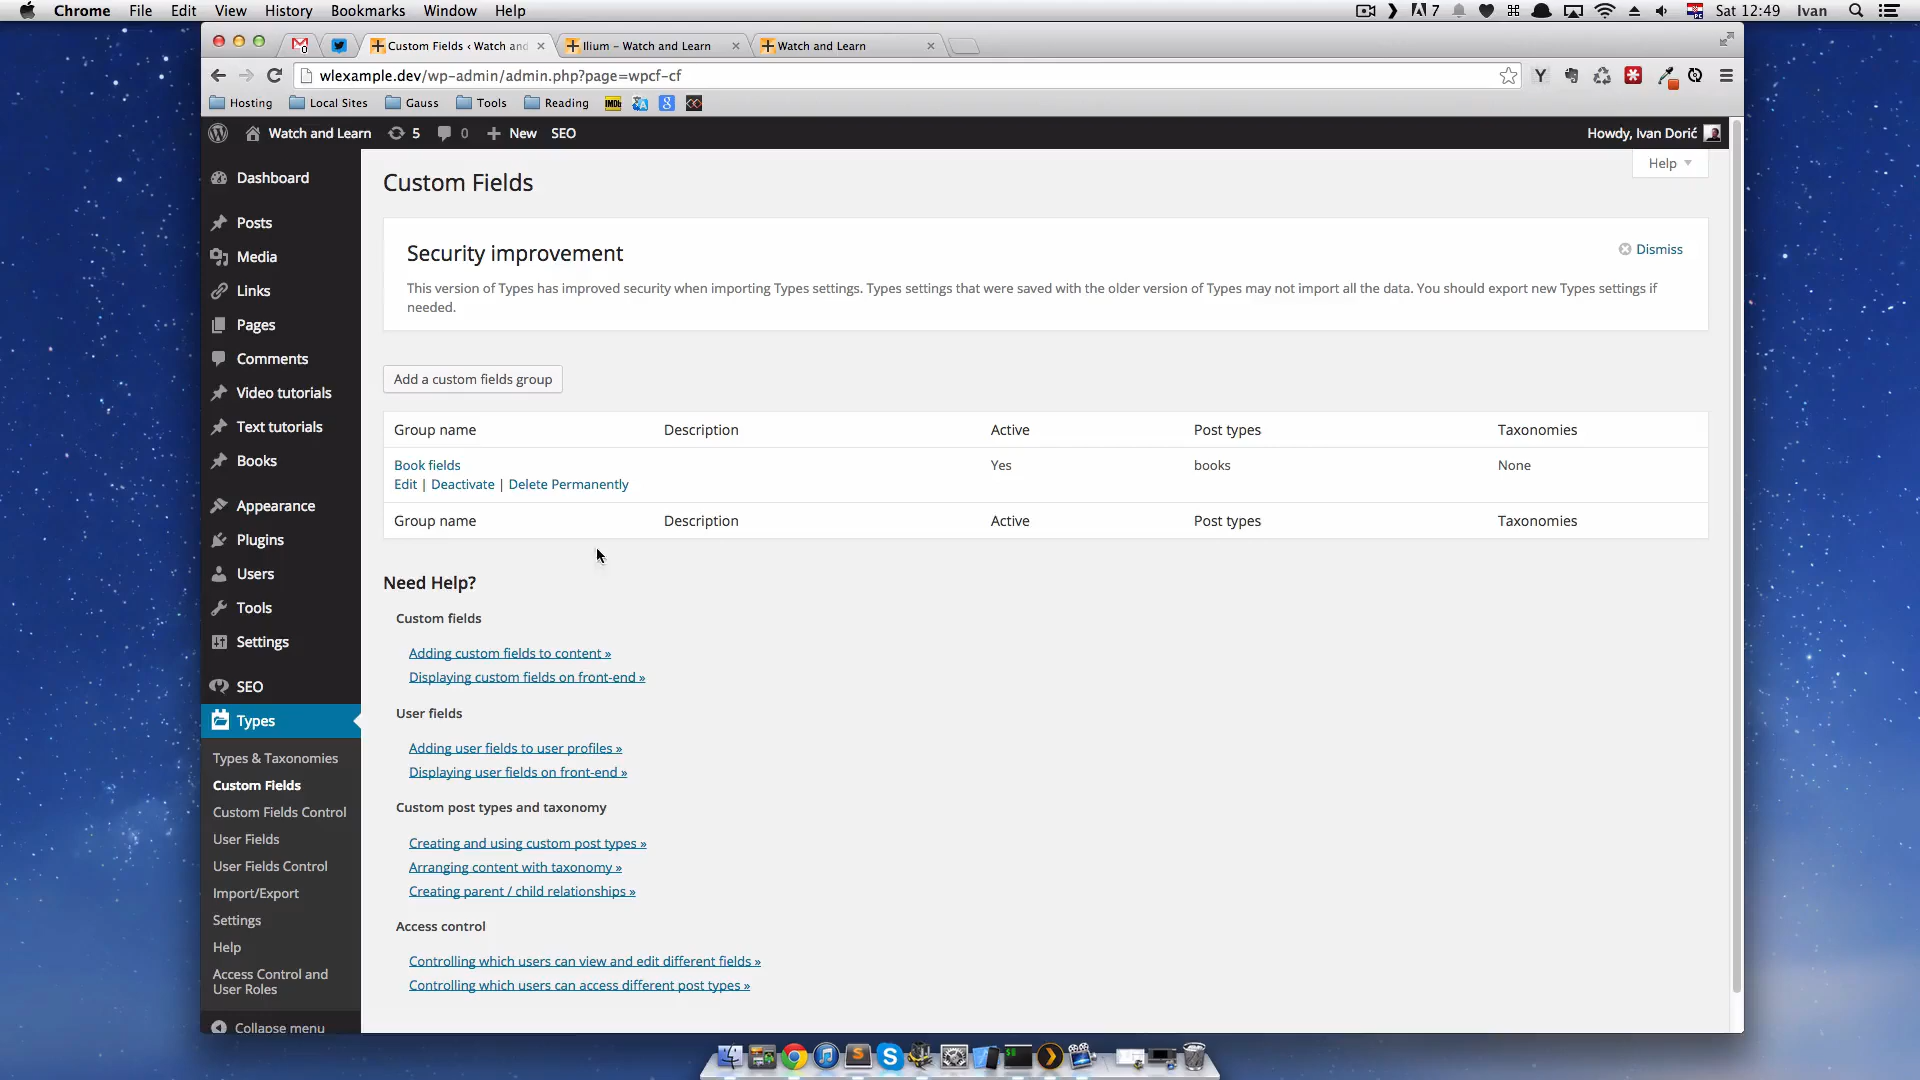 Chrome File Edit View History Bookmarks Window Help
7 Sat 12:49 Ivan
Custom Fields ‹ Watch and
Ilium – Watch and Learn
Watch and Learn
wlexample.dev/wp-admin/admin.php?page=wpcf-cf
Hosting Local Sites Gauss Tools Reading IMDb
Watch and Learn 5 0 New SEO
Howdy, Ivan Dorić
Help
Dashboard
Posts
Media
Links
Pages
Comments
Video tutorials
Text tutorials
Books
Appearance
Plugins
Users
Tools
Settings
SEO
Types
Types & Taxonomies
Custom Fields
Custom Fields Control
User Fields
User Fields Control
Import/Export
Settings
Help
Access Control and
User Roles
Collapse menu
Custom Fields
Security improvement
Dismiss
This version of Types has improved security when importing Types settings. Types settings that were saved with the older version of Types may not import all the data. You should export new Types settings if
needed.
Add a custom fields group
Group name Description Active Post types Taxonomies
Book fields Yes books None
Edit | Deactivate | Delete Permanently
Group name Description Active Post types Taxonomies
Need Help?
Custom fields
Adding custom fields to content »
Displaying custom fields on front-end »
User fields
Adding user fields to user profiles »
Displaying user fields on front-end »
Custom post types and taxonomy
Creating and using custom post types »
Arranging content with taxonomy »
Creating parent / child relationships »
Access control
Controlling which users can view and edit different fields »
Controlling which users can access different post types »